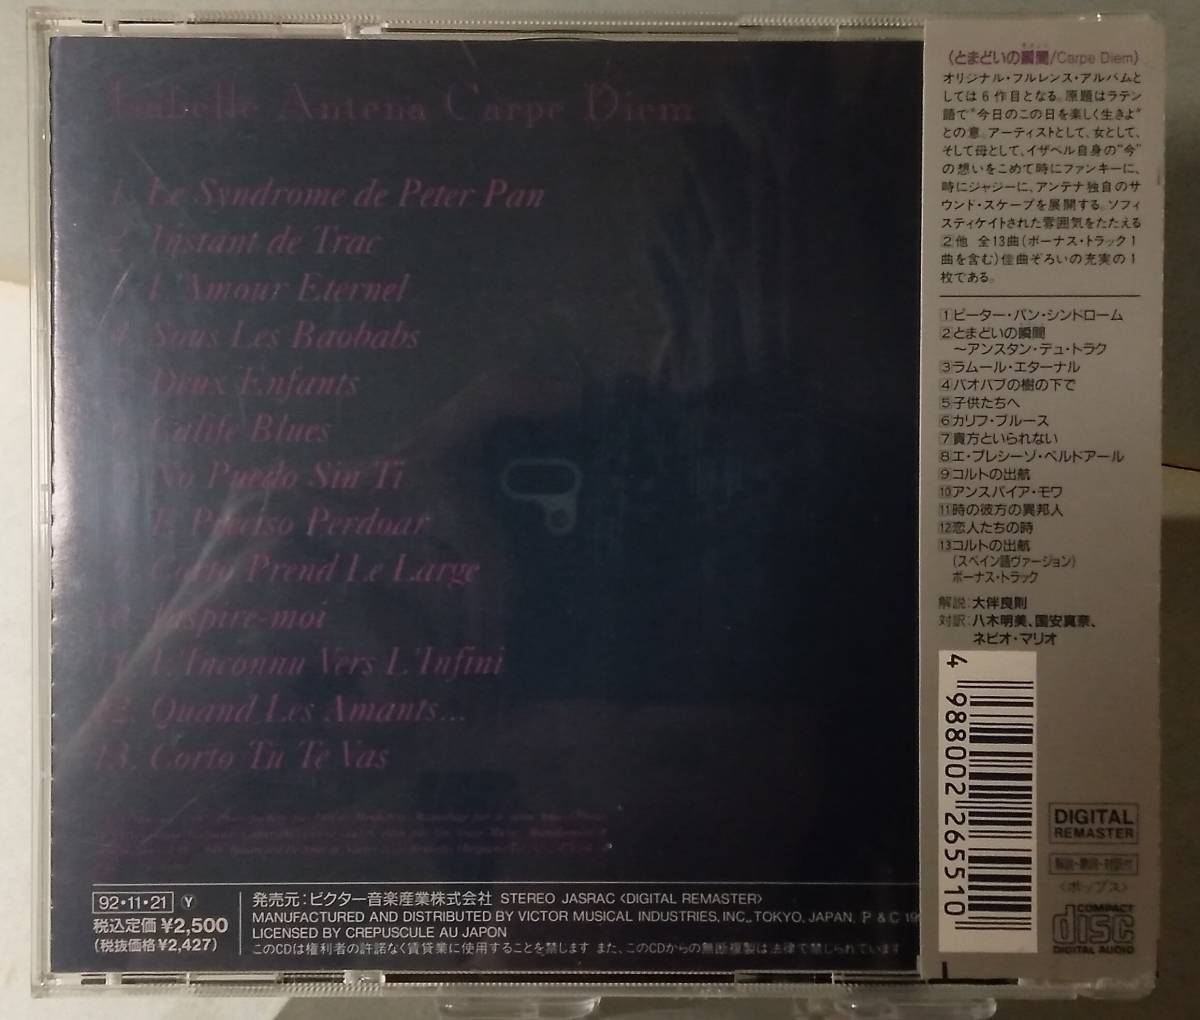 Isabelle Antena Carpe Diem
1. Le Syndrome de Peter Pan
2. Instant de Trac
L'Amour Eternel
4. Sous Les Baobabs
5. Deux Enfants
Calife Blues
No Puedo Sin Ti
E Preciso Perdoar
Corto Prend Le Large
10. Inspire-moi
11. L'Inconnu Vers L'Infini
12. Quand Les Amants...
13. Corto Tu Te Vas
92・11・21 Y
税込定価¥2,500
(税抜価格¥2,427)
発売元:ビクター音楽産業株式会社 STEREO JASRAC〈DIGITAL REMASTER〉
MANUFACTURED AND DISTRIBUTED BY VICTOR MUSICAL INDUSTRIES, INC., TOKYO, JAPAN. P & C 19
LICENSED BY CREPUSCULE AU JAPON
このCDは権利者の許諾なく賃貸業に使用することを禁じます また、このCDからの無断複製は法律で禁じられてい
〈とまどいの瞬間/Carpe Diem〉
オリジナル・フルレンス・アルバムと
しては6作目となる。原題はラテン
語で“今日のこの日を楽しく生きよ”
との意。アーティストとして、女として、
そして母として、イザベル自身の“今”
の想いをこめて時にファンキーに、
時にジャジーに、アンテナ独自のサ
ウンド・スケープを展開する。ソフィ
スティケイトされた雰囲気をたたえる
2他 全13曲(ボーナス・トラック1
曲を含む)佳曲ぞろいの充実の1
枚である。
1ピーター・パン・シンドローム
2とまどいの瞬間
〜アンスタン・デュ・トラク
3ラムール・エターナル
4バオバブの樹の下で
5子供たちへ
6カリフ・ブルース
7貴方といられない
8エ・プレシーゾ・ペルドアール
9コルトの出航
10アンスパイア・モワ
11時の彼方の異邦人
12恋人たちの時
13コルトの出航
(スペイン語ヴァージョン)
ボーナス・トラック
解説:大伴良則
対訳:八木明美、国安真奈、
ネビオ・マリオ
4 988002 265510
DIGITAL
REMASTER
解説・歌詞・対訳付
〈ポップス〉
COMPACT
disc
DIGITAL AUDIO